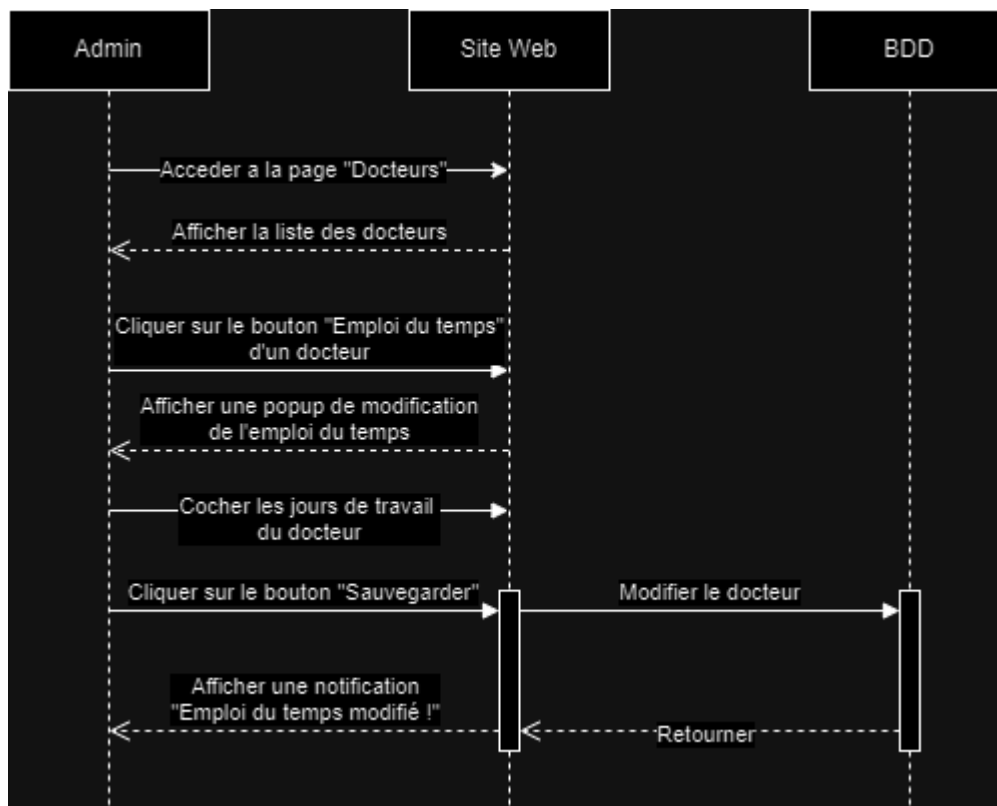 Admin
Site Web
BDD
Acceder a la page "Docteurs"
Afficher la liste des docteurs
Cliquer sur le bouton "Emploi du temps"
d'un docteur
Afficher une popup de modification
de l'emploi du temps
Cocher les jours de travail
du docteur
Cliquer sur le bouton "Sauvegarder"
Modifier le docteur
Afficher une notification
"Emploi du temps modifié !"
Retourner